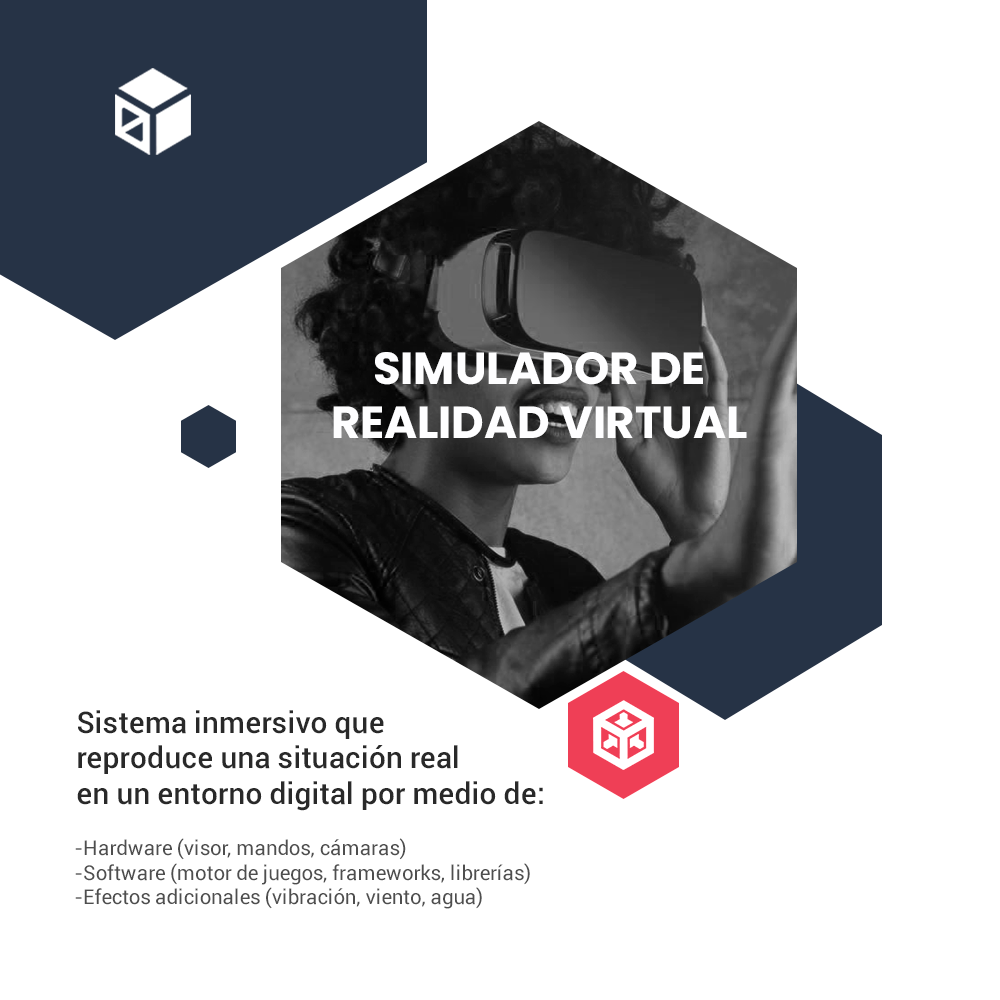 SIMULADOR DE
REALIDAD VIRTUAL
Sistema inmersivo que
reproduce una situación real
en un entorno digital por medio de:
-Hardware (visor, mandos, cámaras)
-Software (motor de juegos, frameworks, librerías)
-Efectos adicionales (vibración, viento, agua)